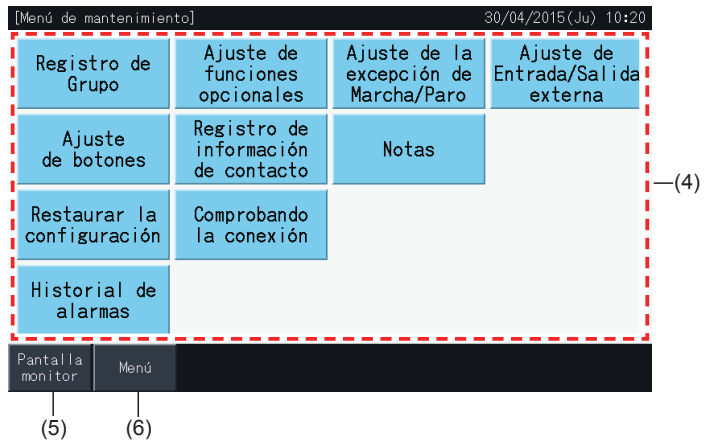 [Menú de mantenimiento] 30/04/2015(Ju) 10:20
Registro de
Grupo
Ajuste de
funciones
opcionales
Ajuste de la
excepción de
Marcha/Paro
Ajuste de
Entrada/Salida
externa
Ajuste
de botones
Registro de
información
de contacto
Notas
(4)
Restaurar la
configuración
Comprobando
la conexión
Historial de
alarmas
Pantalla
monitor
Menú
(5) (6)